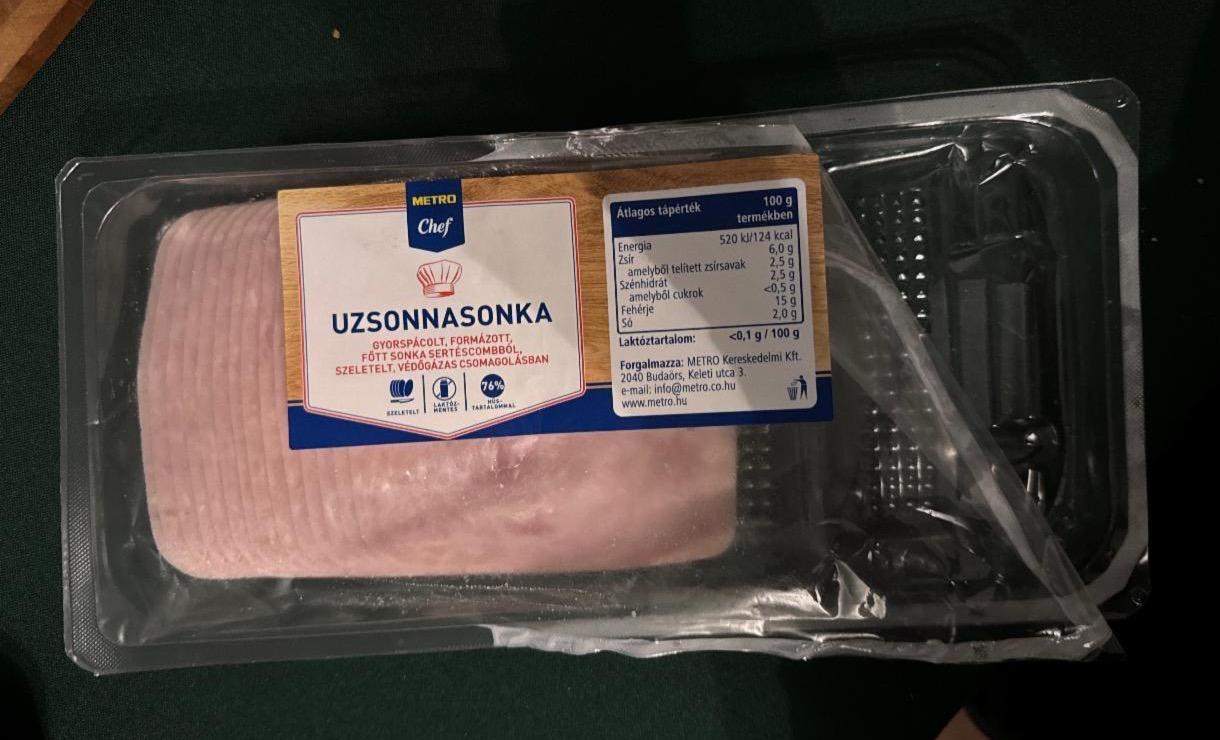 METRO
Chef
UZSONNASONKA
GYORSPÁCOLT, FORMÁZOTT,
FŐTT SONKA SERTÉSCOMBBÓL,
SZELETELT, VÉDŐGÁZAS CSOMAGOLÁSBAN
SZELETELT
LAKTÓZ-
MENTES
76%
HÚS-
TARTALOMMAL
Átlagos tápérték 100 g
termékben
Energia 520 kJ/124 kcal
Zsír 6,0 g
amelyből telített zsírsavak 2,5 g
Szénhidrát 2,5 g
amelyből cukrok <0,5 g
Fehérje 15 g
Só 2,0 g
Laktóztartalom: <0,1 g / 100 g
Forgalmazza: METRO Kereskedelmi Kft.
2040 Budaörs, Keleti utca 3.
e-mail: info@metro.co.hu
www.metro.hu